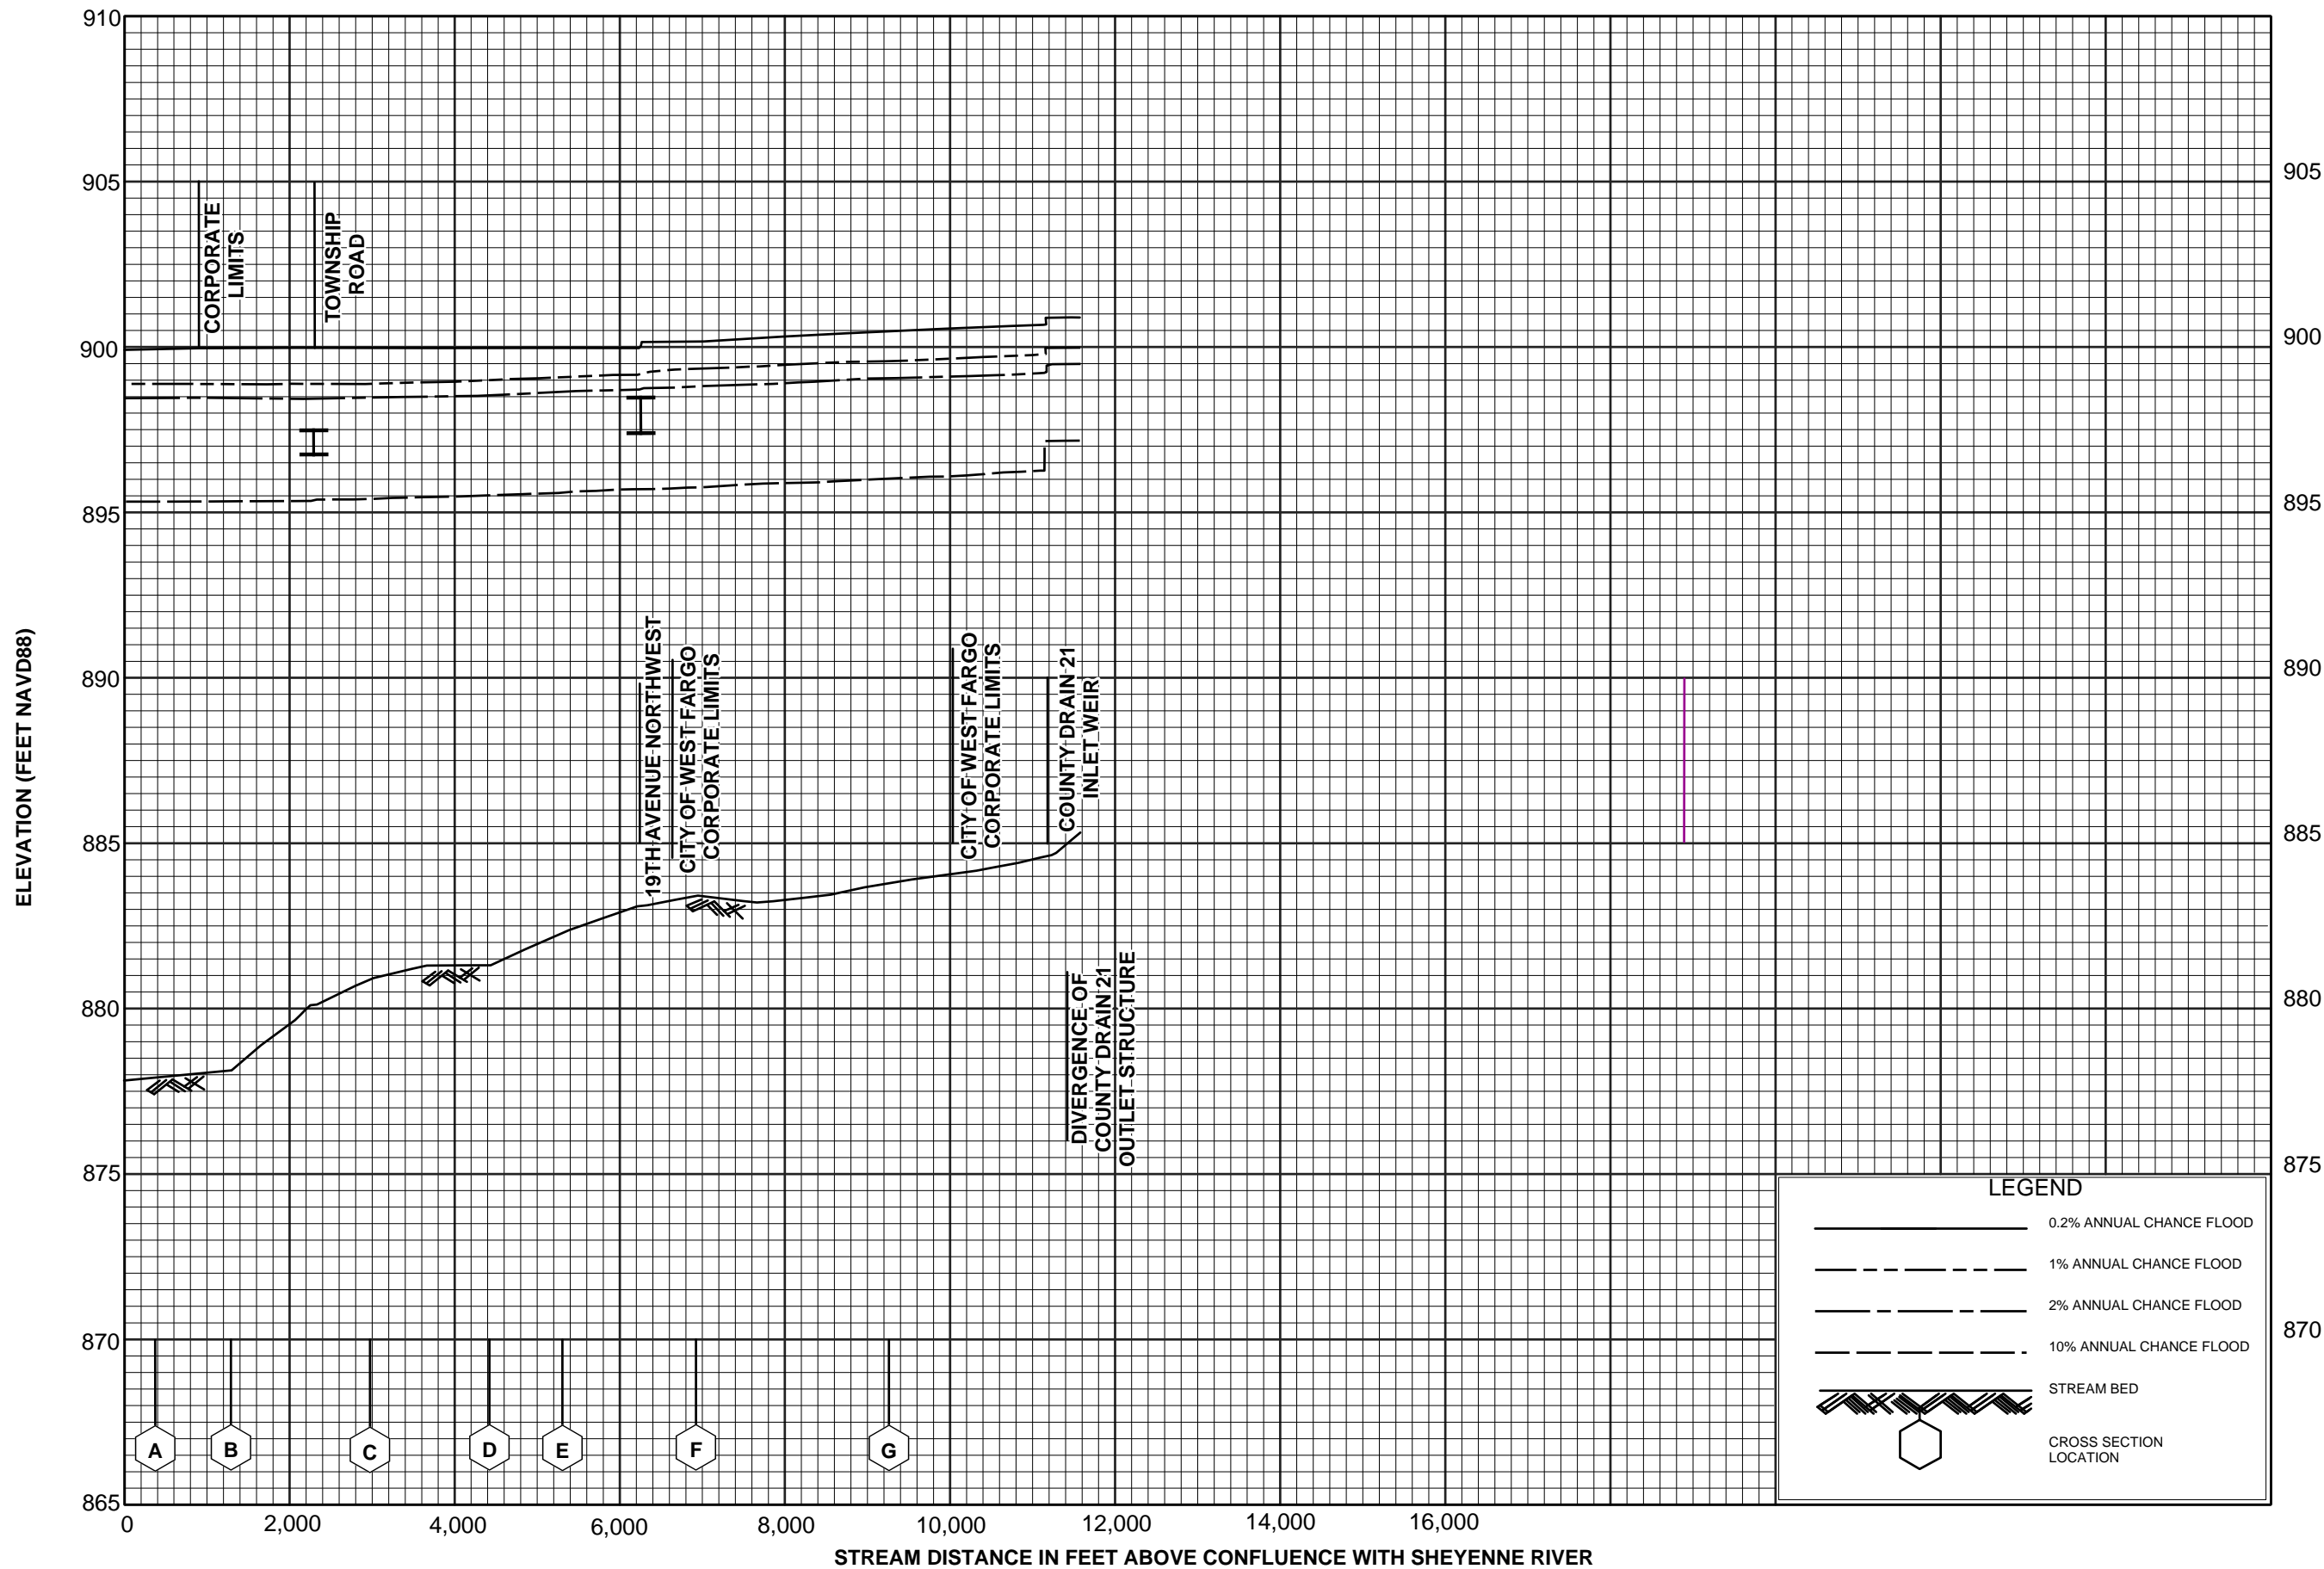 910
905
900
895
890
885
880
875
870
865
905
900
895
890
885
880
875
870
ELEVATION (FEET NAVD88)
CORPORATE
LIMITS
TOWNSHIP
ROAD
19TH AVENUE NORTHWEST
CITY OF WEST FARGO
CORPORATE LIMITS
CITY OF WEST FARGO
CORPORATE LIMITS
COUNTY DRAIN 21
INLET WEIR
DIVERGENCE OF
COUNTY DRAIN 21
OUTLET STRUCTURE
A
B
C
D
E
F
G
LEGEND
0.2% ANNUAL CHANCE FLOOD
1% ANNUAL CHANCE FLOOD
2% ANNUAL CHANCE FLOOD
10% ANNUAL CHANCE FLOOD
STREAM BED
CROSS SECTION
LOCATION
0 2,000 4,000 6,000 8,000 10,000 12,000 14,000 16,000
STREAM DISTANCE IN FEET ABOVE CONFLUENCE WITH SHEYENNE RIVER